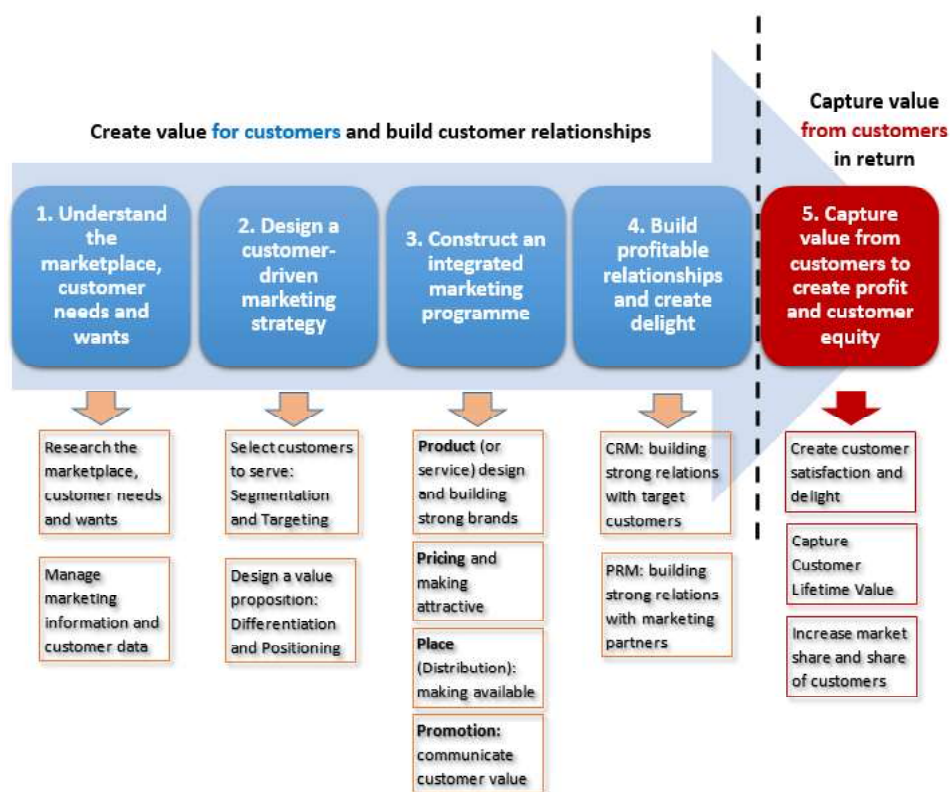 Create value for customers and build customer relationships
Capture value
from customers
in return
1. Understand
the
marketplace,
customer
needs and
wants
2. Design a
customer-
driven
marketing
strategy
3. Construct an
integrated
marketing
programme
4. Build
profitable
relationships
and create
delight
5. Capture
value from
customers to
create profit
and customer
equity
Research the
marketplace,
customer needs
and wants
Manage
marketing
information and
customer data
Select customers
to serve:
Segmentation
and Targeting
Design a value
proposition:
Differentiation
and Positioning
Product (or
service) design
and building
strong brands
Pricing and
making
attractive
Place
(Distribution):
making available
Promotion:
communicate
customer value
CRM: building
strong relations
with target
customers
PRM: building
strong relations
with marketing
partners
Create customer
satisfaction and
delight
Capture
Customer
Lifetime Value
Increase market
share and share
of customers